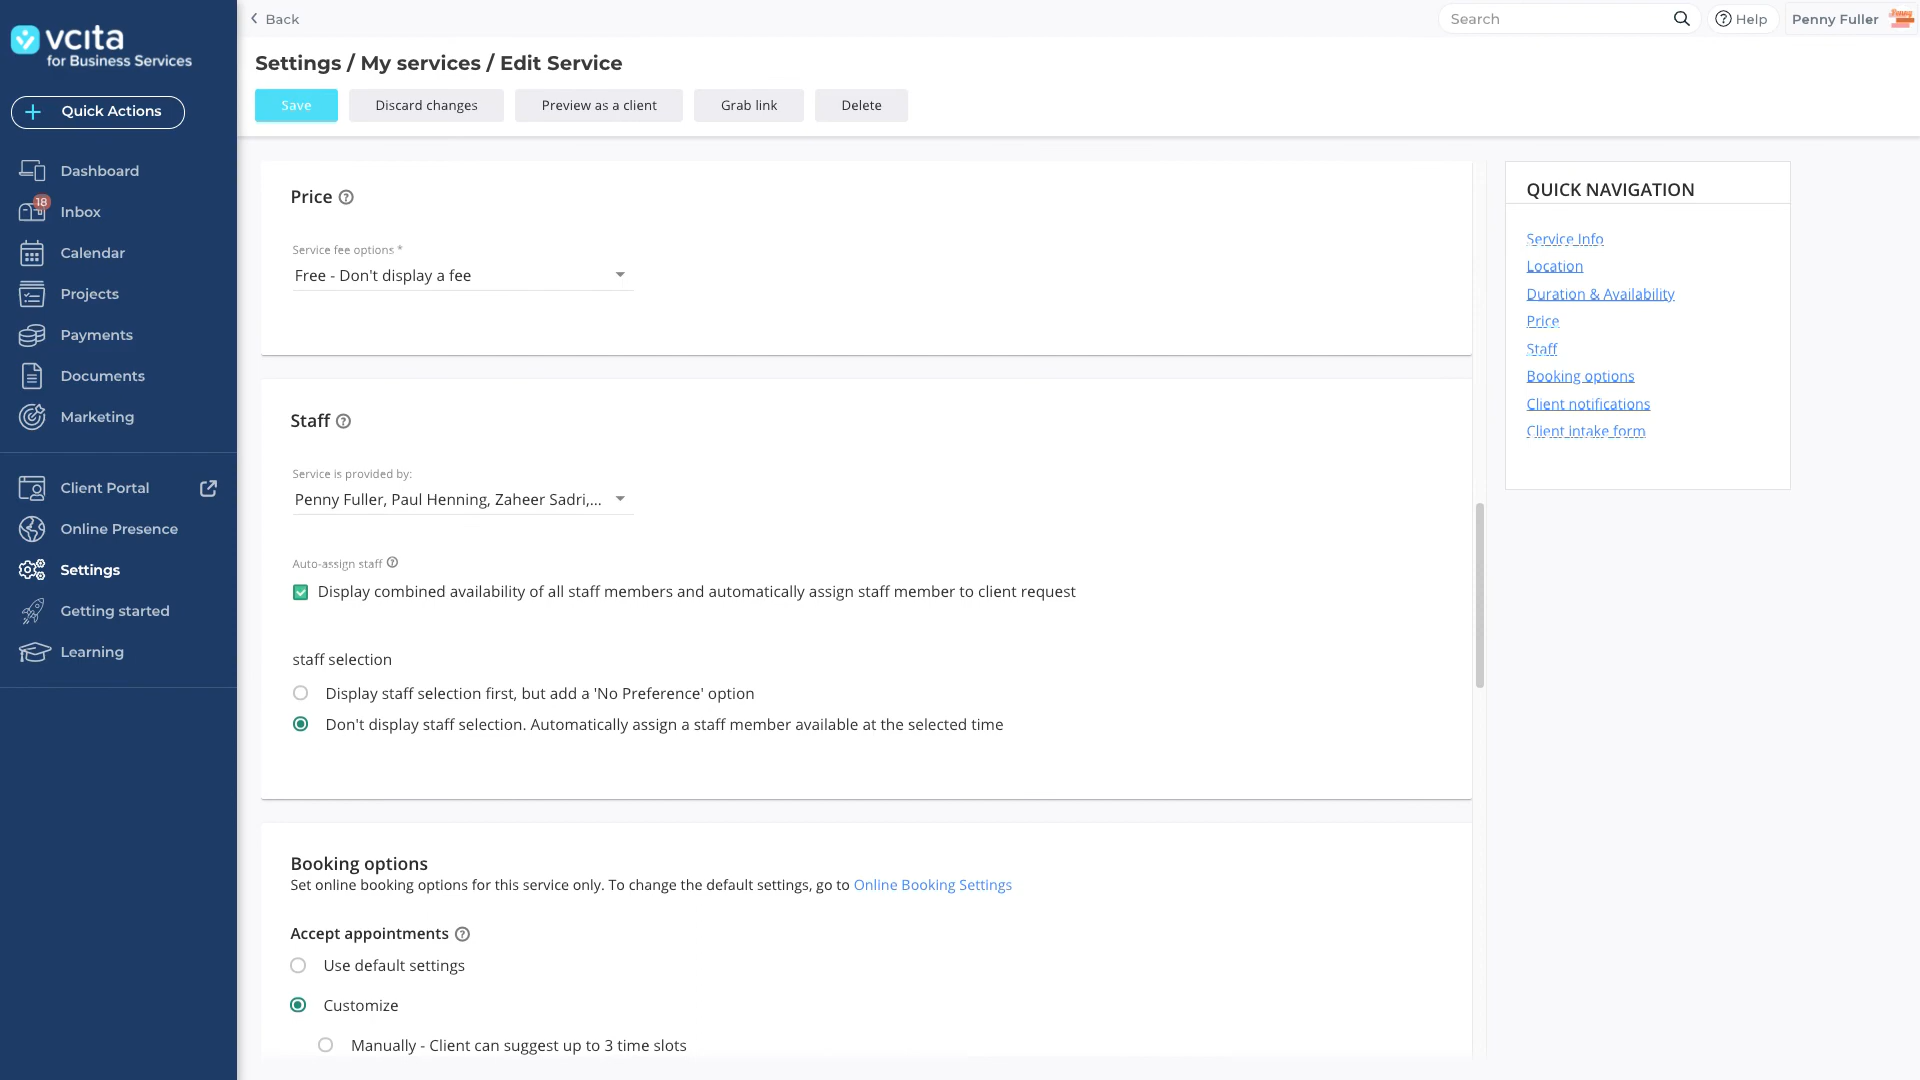 vcita
for Business Services
Quick Actions
Dashboard
18
Inbox
Calendar
Projects
Payments
Documents
Marketing
Client Portal
Online Presence
Settings
Getting started
Learning
Back
Search
Help
Penny Fuller
Settings / My services / Edit Service
Save
Discard changes
Preview as a client
Grab link
Delete
Price
Service fee options *
Free - Don't display a fee
Staff
Service is provided by:
Penny Fuller, Paul Henning, Zaheer Sadri,...
Auto-assign staff
Display combined availability of all staff members and automatically assign staff member to client request
staff selection
Display staff selection first, but add a 'No Preference' option
Don't display staff selection. Automatically assign a staff member available at the selected time
Booking options
Set online booking options for this service only. To change the default settings, go to Online Booking Settings
Accept appointments
Use default settings
Customize
Manually - Client can suggest up to 3 time slots
QUICK NAVIGATION
Service Info
Location
Duration & Availability
Price
Staff
Booking options
Client notifications
Client intake form